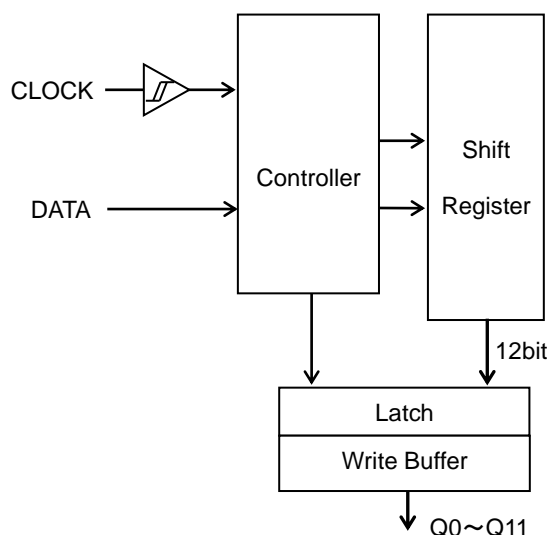 CLOCK
DATA
Controller
Shift
Register
12bit
Latch
Write Buffer
Q0～Q11